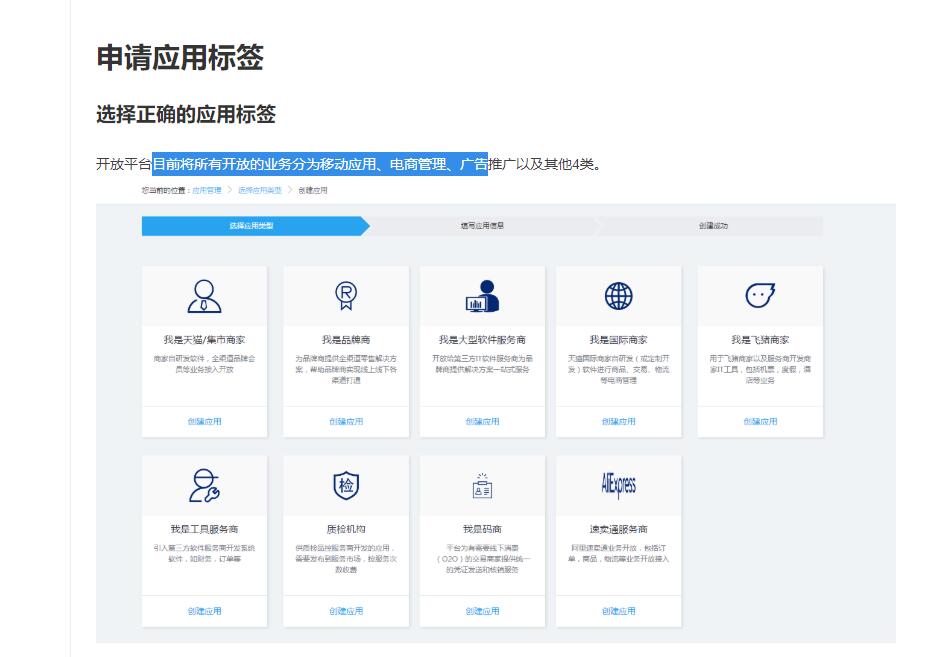 申请应用标签
选择正确的应用标签
开放平台目前将所有开放的业务分为移动应用、电商管理、广告推广以及其他4类。
您当前的位置：应用管理 > 选择应用类型 > 创建应用
选择应用类型 填写应用信息 创建成功
我是天猫/集市商家
商家自研发软件，全渠道品牌会
员等业务接入开放
创建应用
我是品牌商
为品牌商提供全渠道零售解决方
案，帮助品牌商实现线上线下各
渠道打通
创建应用
我是大型软件服务商
开放给第三方IT软件服务商为品
牌商提供解决方案一站式服务
创建应用
我是国际商家
天猫国际商家自研发（或定制开
发）软件进行商品、交易、物流
等电商管理
创建应用
我是飞猪商家
用于飞猪商家以及服务商开发商
家IT工具，包括机票，度假，酒
店等业务
创建应用
我是工具服务商
引入第三方软件服务商开发系统
软件，如财务，订单等
创建应用
检
质检机构
供质检品控服务商开发的应用，
需要发布到服务市场，按服务次
数收费
创建应用
我是码商
平台为有需要线下消费
（O2O）的交易商家提供统一
的凭证发送和核销服务
创建应用
AliExpress
速卖通服务商
阿里速卖通业务开放，包括订
单，商品，物流等业务开放接入
创建应用